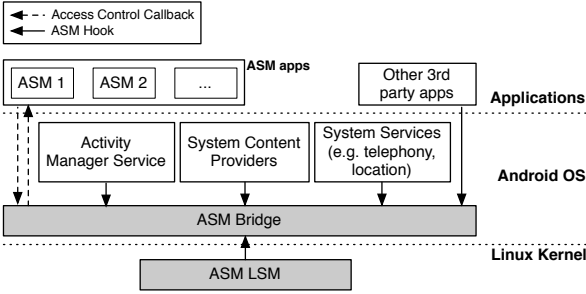 Access Control Callback
ASM Hook
ASM apps
ASM 1
ASM 2
...
Other 3rd
party apps
Applications
Activity
Manager Service
System Content
Providers
System Services
(e.g. telephony,
location)
Android OS
ASM Bridge
Linux Kernel
ASM LSM